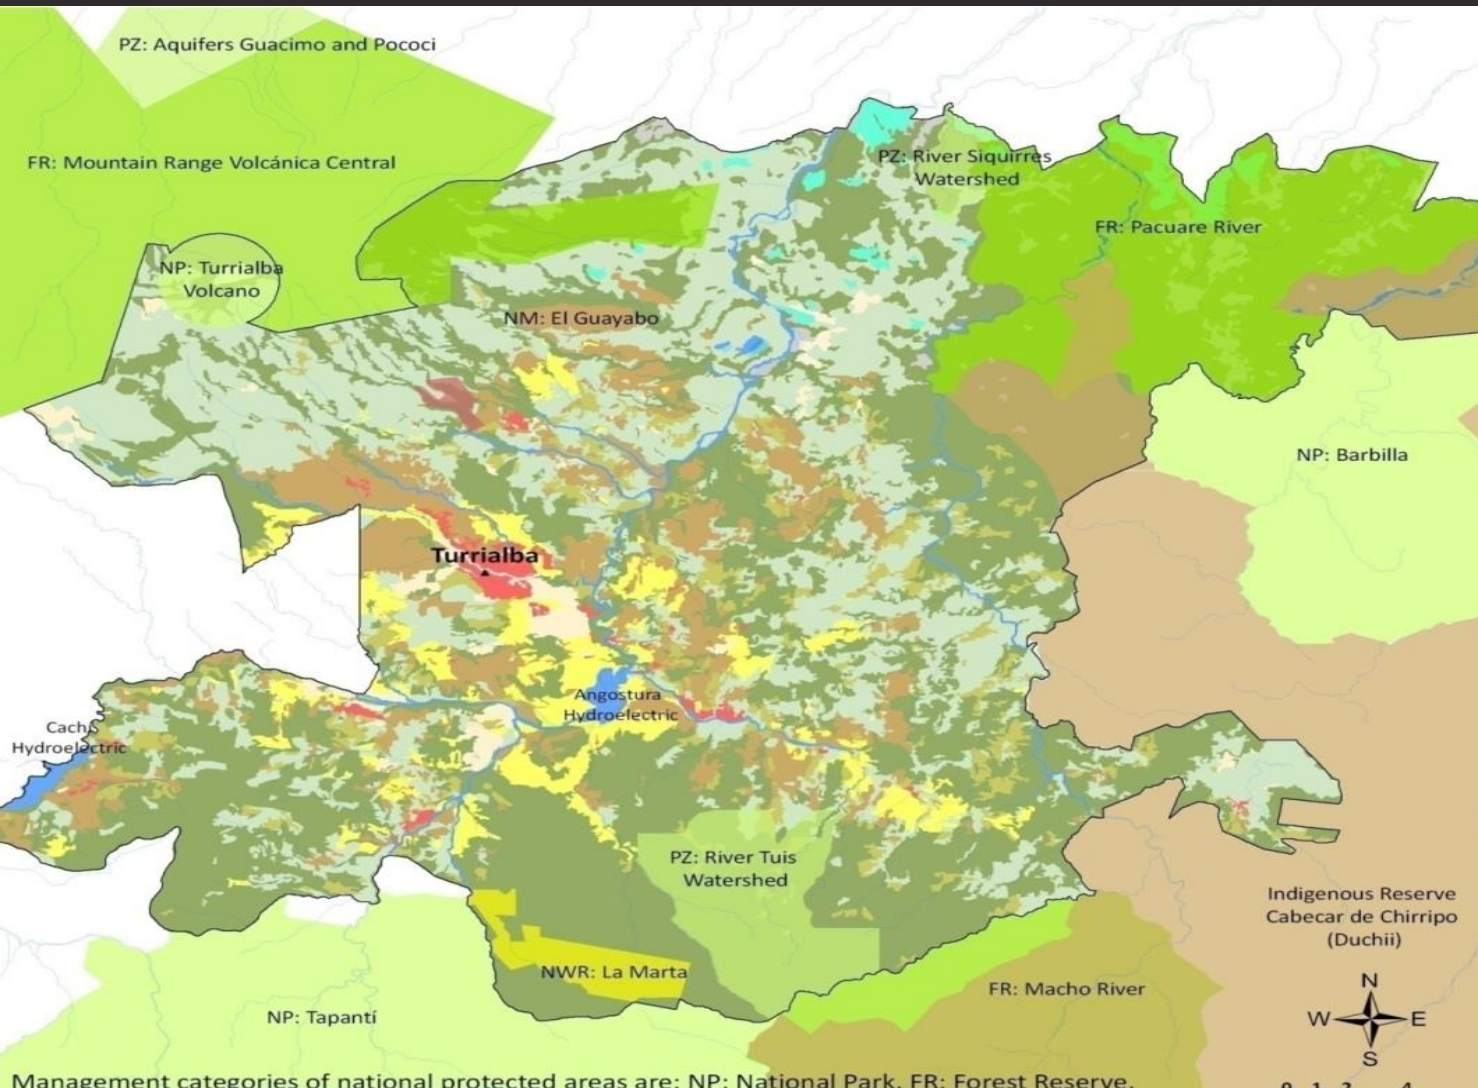 PZ: Aquifers Guacimo and Pococi
FR: Mountain Range Volcánica Central
PZ: River Siquirres
Watershed
FR: Pacuare River
NP: Turrialba
Volcano
NM: El Guayabo
NP: Barbilla
Turrialba
Angostura
Hydroelectric
Hydroelectric
PZ: River Tuis
Watershed
Indigenous Reserve
Cabecar de Chirripo
(Duchii)
NWR: La Marta
FR: Macho River
NP: Tapantí
N
W E
S
Management categories of national protected areas are: NP: National Park, FR: Forest Reserve,